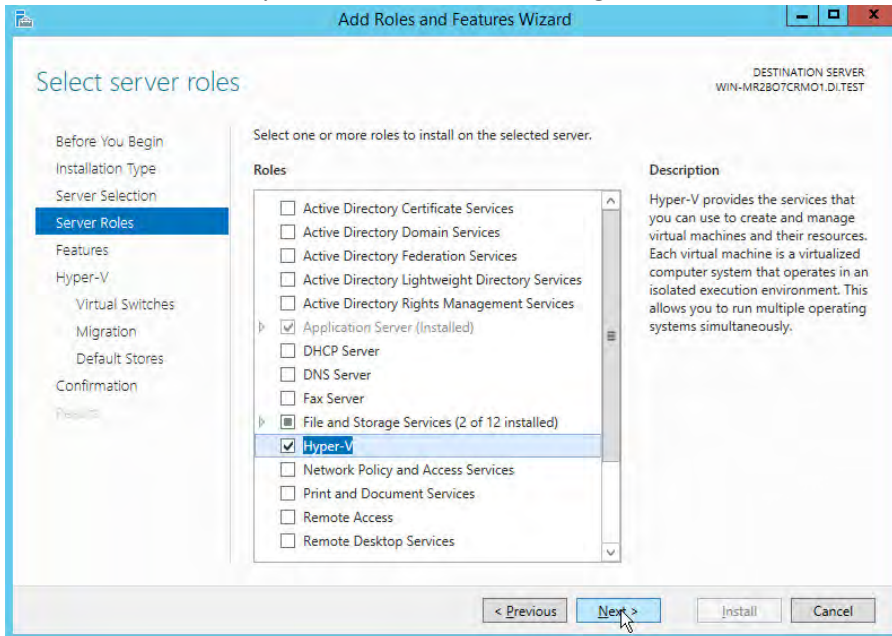 Add Roles and Features Wizard
Select server roles
DESTINATION SERVER
WIN-MR2BO7CRMO1.DI.TEST
Before You Begin
Installation Type
Server Selection
Server Roles
Features
Hyper-V
Virtual Switches
Migration
Default Stores
Confirmation
Results
Select one or more roles to install on the selected server.
Roles
Active Directory Certificate Services
Active Directory Domain Services
Active Directory Federation Services
Active Directory Lightweight Directory Services
Active Directory Rights Management Services
Application Server (Installed)
DHCP Server
DNS Server
Fax Server
File and Storage Services (2 of 12 installed)
Hyper-V
Network Policy and Access Services
Print and Document Services
Remote Access
Remote Desktop Services
Description
Hyper-V provides the services that
you can use to create and manage
virtual machines and their resources.
Each virtual machine is a virtualized
computer system that operates in an
isolated execution environment. This
allows you to run multiple operating
systems simultaneously.
< Previous
Next >
Install
Cancel